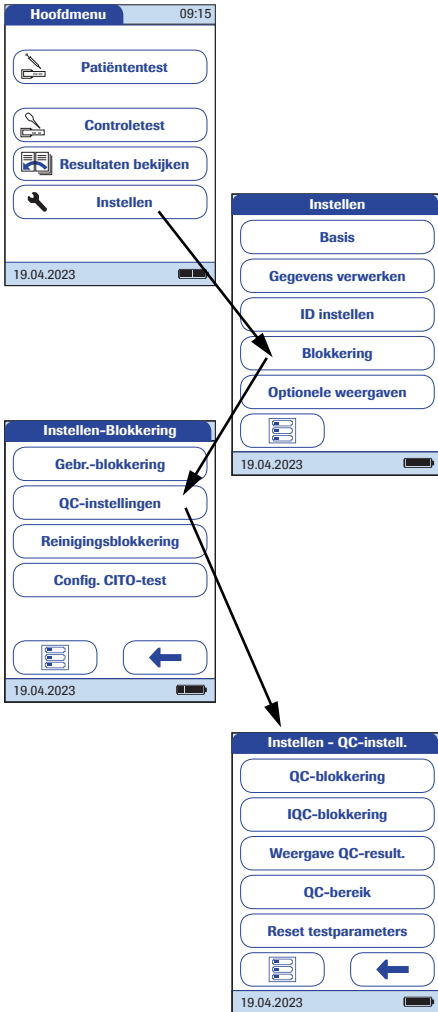 Hoofdmenu 09:15
Patiëntentest
Controletest
Resultaten bekijken
Instellen
19.04.2023
Instellen
Basis
Gegevens verwerken
ID instellen
Blokkering
Optionele weergaven
19.04.2023
Instellen-Blokkering
Gebr.-blokkering
QC-instellingen
Reinigingsblokkering
Config. CITO-test
19.04.2023
Instellen - QC-instell.
QC-blokkering
IQC-blokkering
Weergave QC-result.
QC-bereik
Reset testparameters
19.04.2023